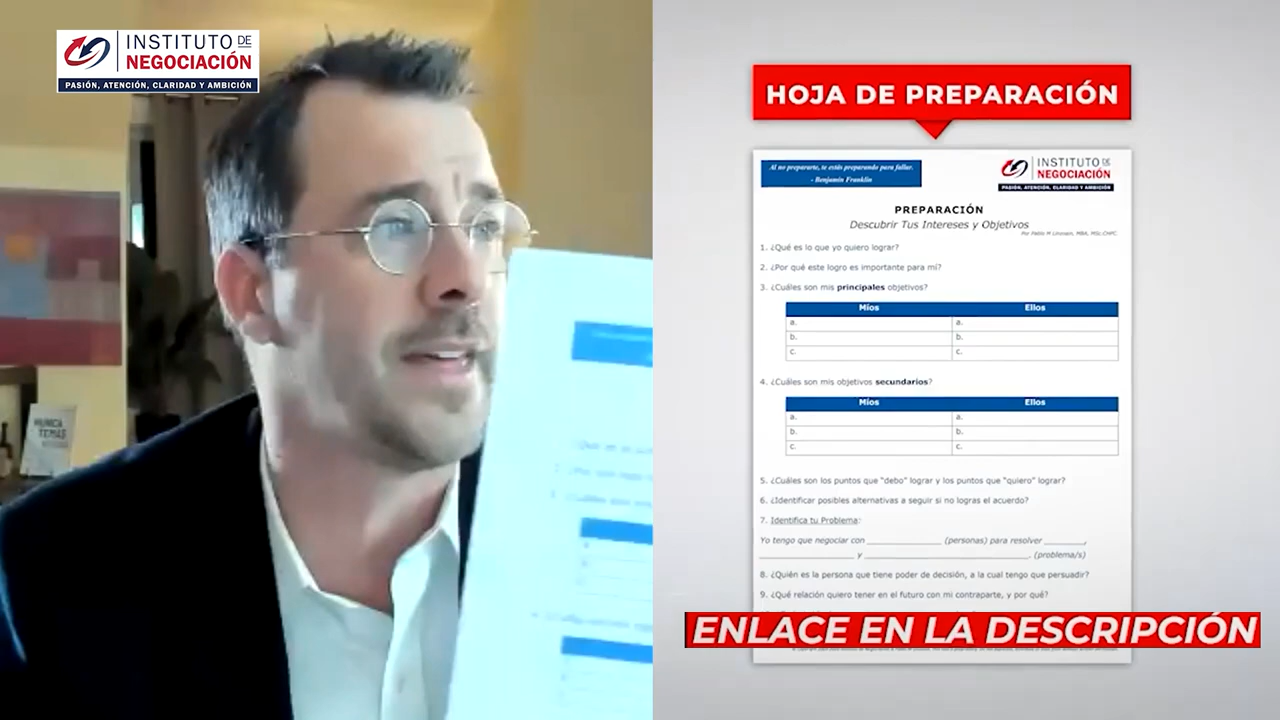 INSTITUTO DE
NEGOCIACIÓN
PASIÓN, ATENCIÓN, CLARIDAD Y AMBICIÓN
NUNCA
TEMAS
HOJA DE PREPARACIÓN
Al no prepararte, te estás preparando para fallar.
- Benjamin Franklin
INSTITUTO DE
NEGOCIACIÓN
PASIÓN, ATENCIÓN, CLARIDAD Y AMBICIÓN
PREPARACIÓN
Descubrir Tus Intereses y Objetivos
1. ¿Qué es lo que yo quiero lograr?
2. ¿Por qué este logro es importante para mí?
3. ¿Cuáles son mis principales objetivos?
Míos Ellos
a. a.
b. b.
c. c.
4. ¿Cuáles son mis objetivos secundarios?
Míos Ellos
a. a.
b. b.
c. c.
5. ¿Cuáles son los puntos que "debo" lograr y los puntos que "quiero" lograr?
6. ¿Identificar posibles alternativas a seguir si no logras el acuerdo?
7. Identifica tu Problema:
Yo tengo que negociar con ______________ (personas) para resolver ________,
__________________ y ________________________________. (problema/s)
8. ¿Quién es la persona que tiene poder de decisión, a la cual tengo que persuadir?
9. ¿Qué relación quiero tener en el futuro con mi contraparte, y por qué?
ENLACE EN LA DESCRIPCIÓN